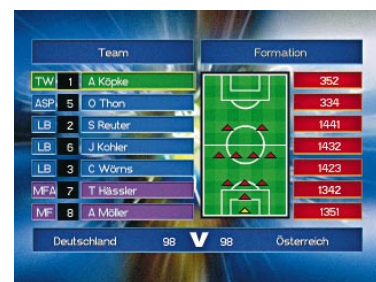 Team Formation
TW 1 A Köpke 352
ASP 5 O Thon 334
LB 2 S Reuter 1441
LB 6 J Kohler 1432
LB 3 C Wörns 1423
MFA 7 T Hässler 1342
MF 8 A Möller 1351
Deutschland 98 V 98 Österreich